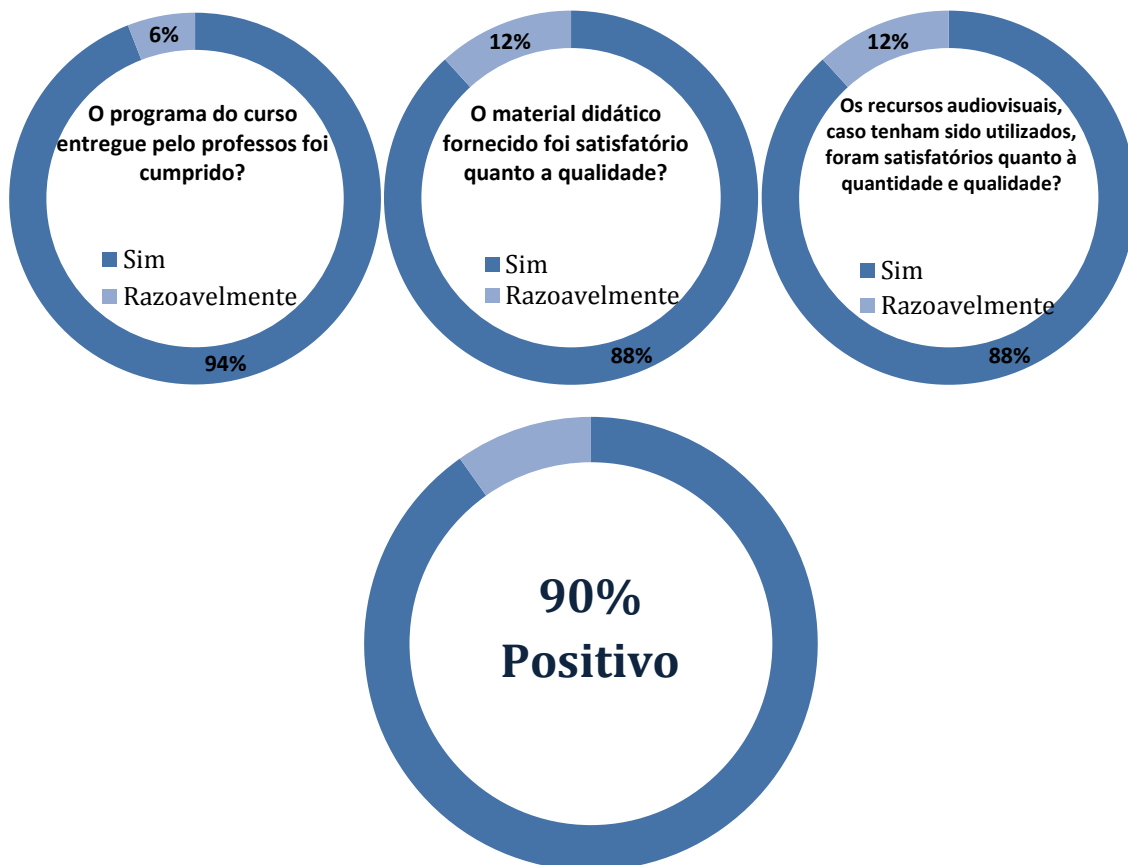 6%
O programa do curso
entregue pelo professos foi
cumprido?
Sim
Razoavelmente
94%
12%
O material didático
fornecido foi satisfatório
quanto a qualidade?
Sim
Razoavelmente
88%
12%
Os recursos audiovisuais,
caso tenham sido utilizados,
foram satisfatórios quanto à
quantidade e qualidade?
Sim
Razoavelmente
88%
90%
Positivo